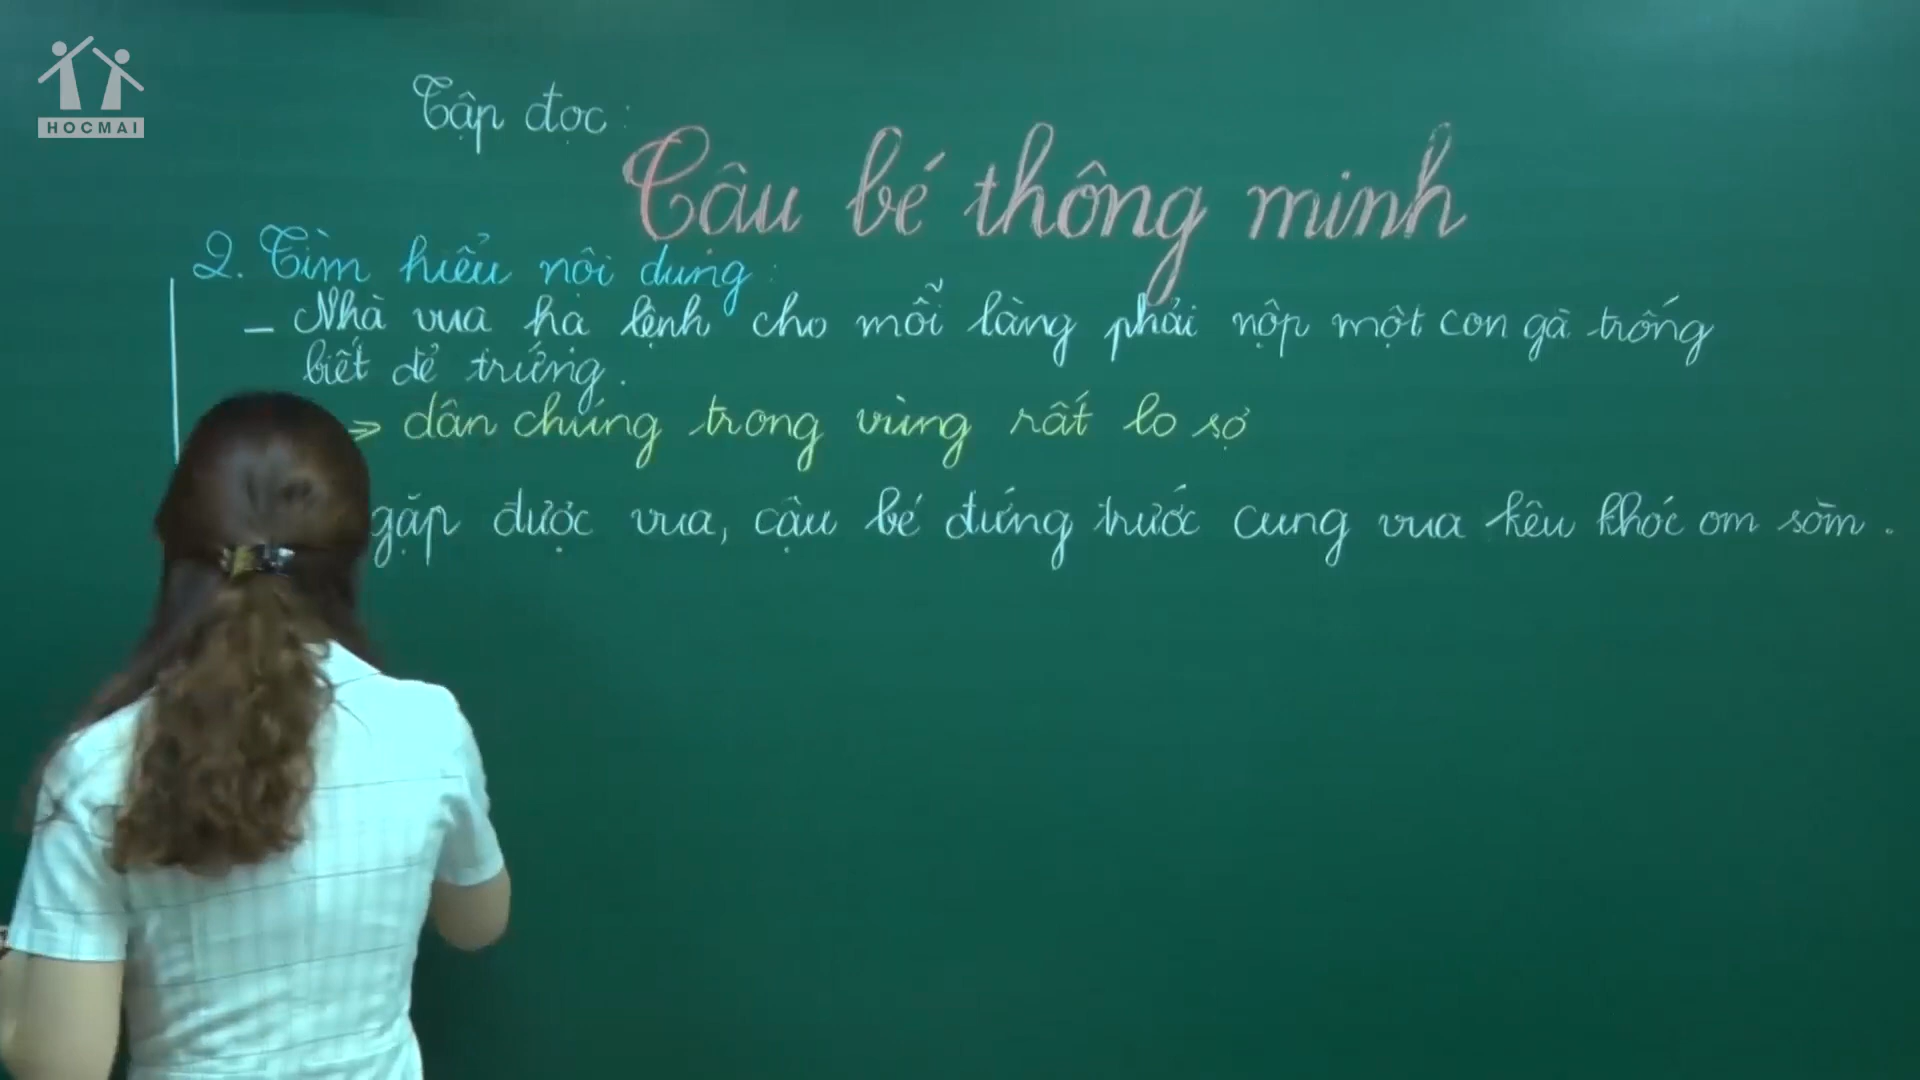 HOCMAI
Tập đọc:
Cậu bé thông minh
2. Tìm hiểu nội dung:
– Nhà vua hạ lệnh cho mỗi làng phải nộp một con gà trống
biết đẻ trứng.
→ dân chúng trong vùng rất lo sợ
gặp được vua, cậu bé đứng trước cung vua kêu khóc om sòm.